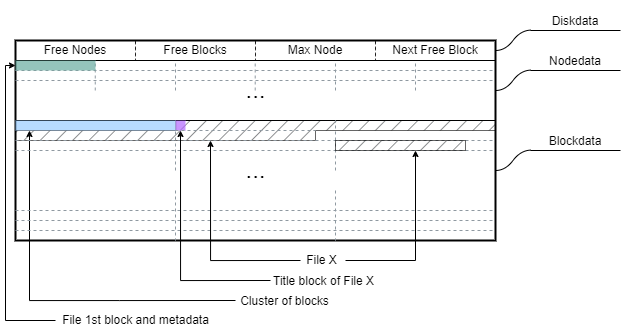 Diskdata
Free Nodes Free Blocks Max Node Next Free Block
Nodedata
...
Blockdata
...
File X
Title block of File X
Cluster of blocks
File 1st block and metadata